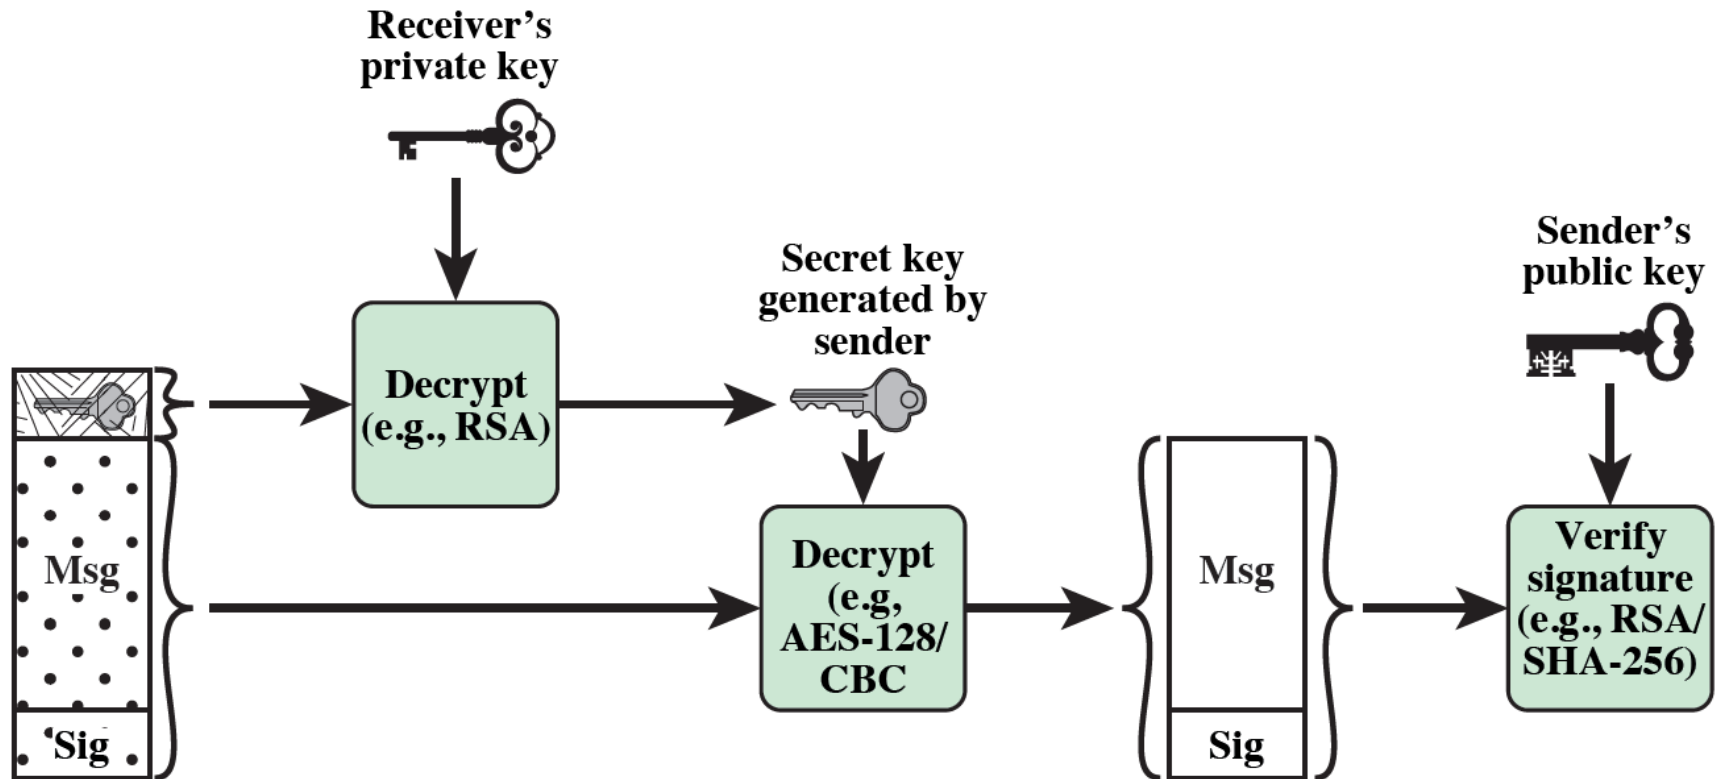 Receiver’s
private key
Secret key
generated by
sender
Sender’s
public key
Decrypt
(e.g., RSA)
Msg
Sig
Decrypt
(e.g,
AES-128/
CBC
Msg
Sig
Verify
signature
(e.g., RSA/
SHA-256)